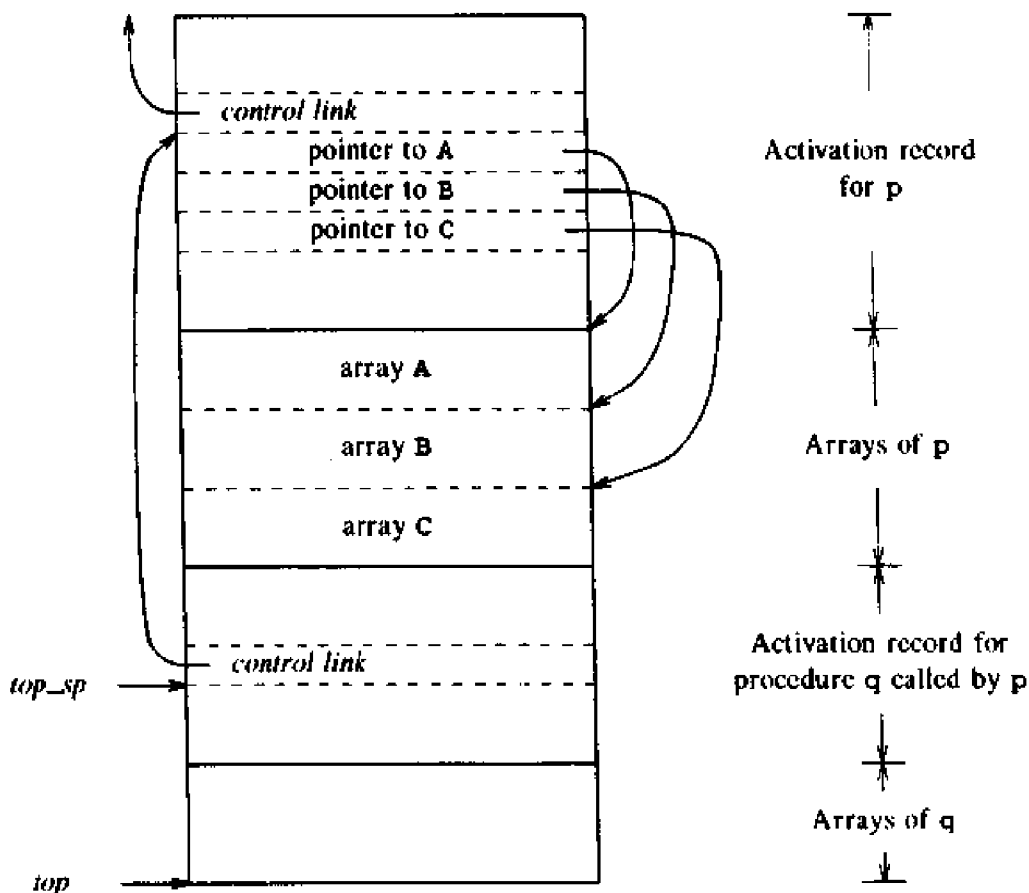 control link
pointer to A
pointer to B
pointer to C
Activation record
for p
array A
array B
array C
Arrays of p
control link
top_sp
Activation record for
procedure q called by p
Arrays of q
top